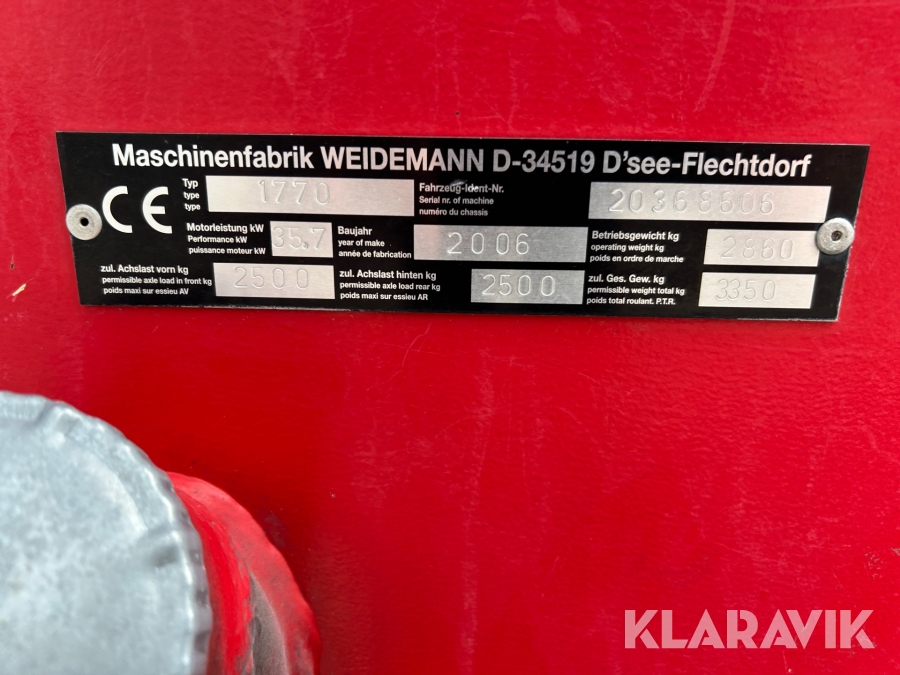 Maschinenfabrik WEIDEMANN D-34519 D'see-Flechtdorf
CE
Typ
type
type
1770
Fahrzeug-Ident-Nr.
Serial nr. of machine
numéro du chassis
20368606
Motorleistung kW
Performance kW
puissance moteur kW
35.7
Baujahr
year of make
année de fabrication
2006
Betriebsgewicht kg
operating weight kg
poids en ordre de marche
2880
zul. Achslast vorn kg
permissible axle load in front kg
poids maxi sur essieu AV
2500
zul. Achslast hinten kg
permissible axle load rear kg
poids maxi sur essieu AR
2500
zul. Ges. Gew. kg
permissible weight total kg
poids total roulant. P.T.R.
3350
KLARAVIK